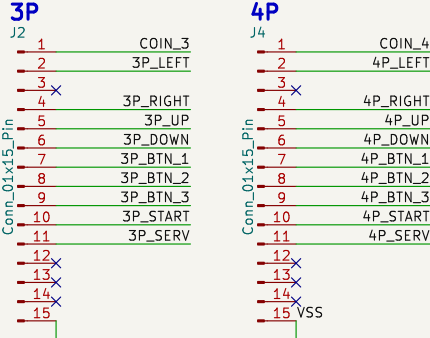 3P
J2
1 COIN_3
2 3P_LEFT
3
4 3P_RIGHT
5 3P_UP
6 3P_DOWN
7 3P_BTN_1
8 3P_BTN_2
9 3P_BTN_3
10 3P_START
11 3P_SERV
12
13
14
15
Conn_01x15_Pin
4P
J4
1 COIN_4
2 4P_LEFT
3
4 4P_RIGHT
5 4P_UP
6 4P_DOWN
7 4P_BTN_1
8 4P_BTN_2
9 4P_BTN_3
10 4P_START
11 4P_SERV
12
13
14
15 VSS
Conn_01x15_Pin